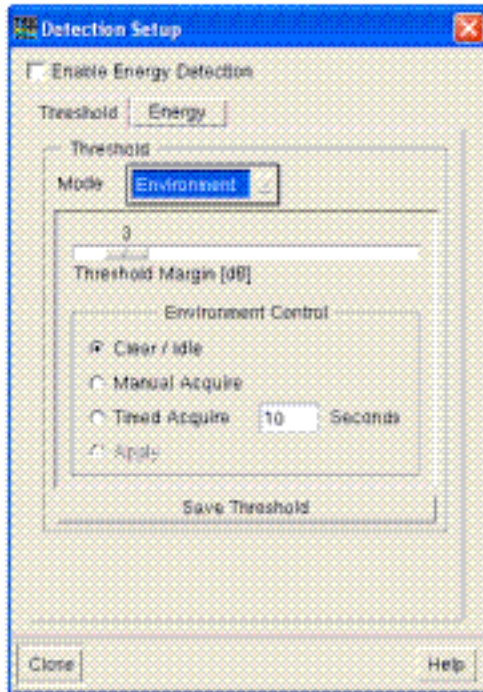 Detection Setup
Enable Energy Detection
Threshold Energy
Threshold
Mode Environment
3
Threshold Margin [dB]
Environment Control
Clear / Idle
Manual Acquire
Timed Acquire 10 Seconds
Apply
Save Threshold
Close Help